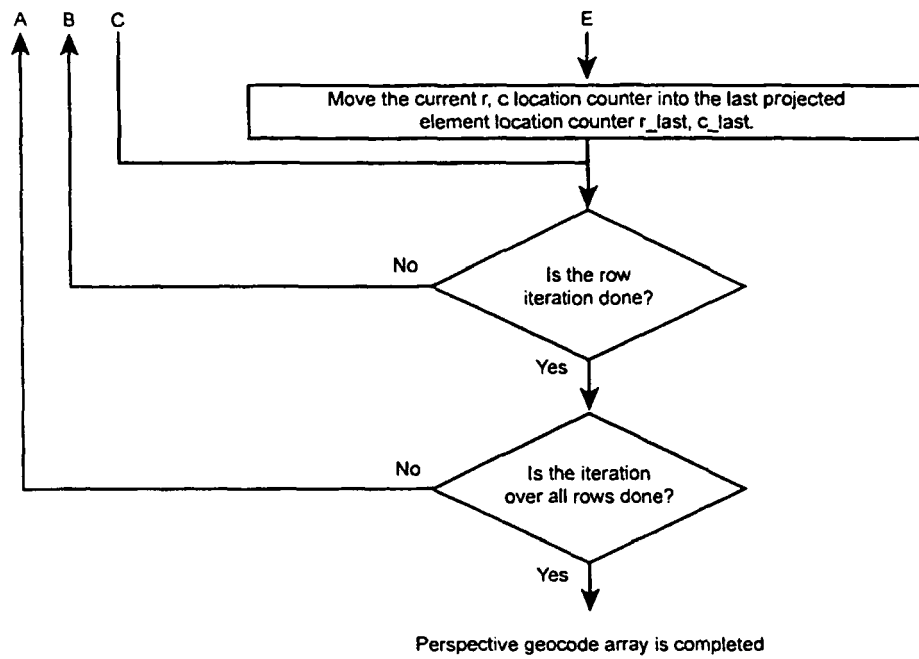 A B C E
Move the current r, c location counter into the last projected
element location counter r_last, c_last.
No
Is the row
iteration done?
Yes
No
Is the iteration
over all rows done?
Yes
Perspective geocode array is completed